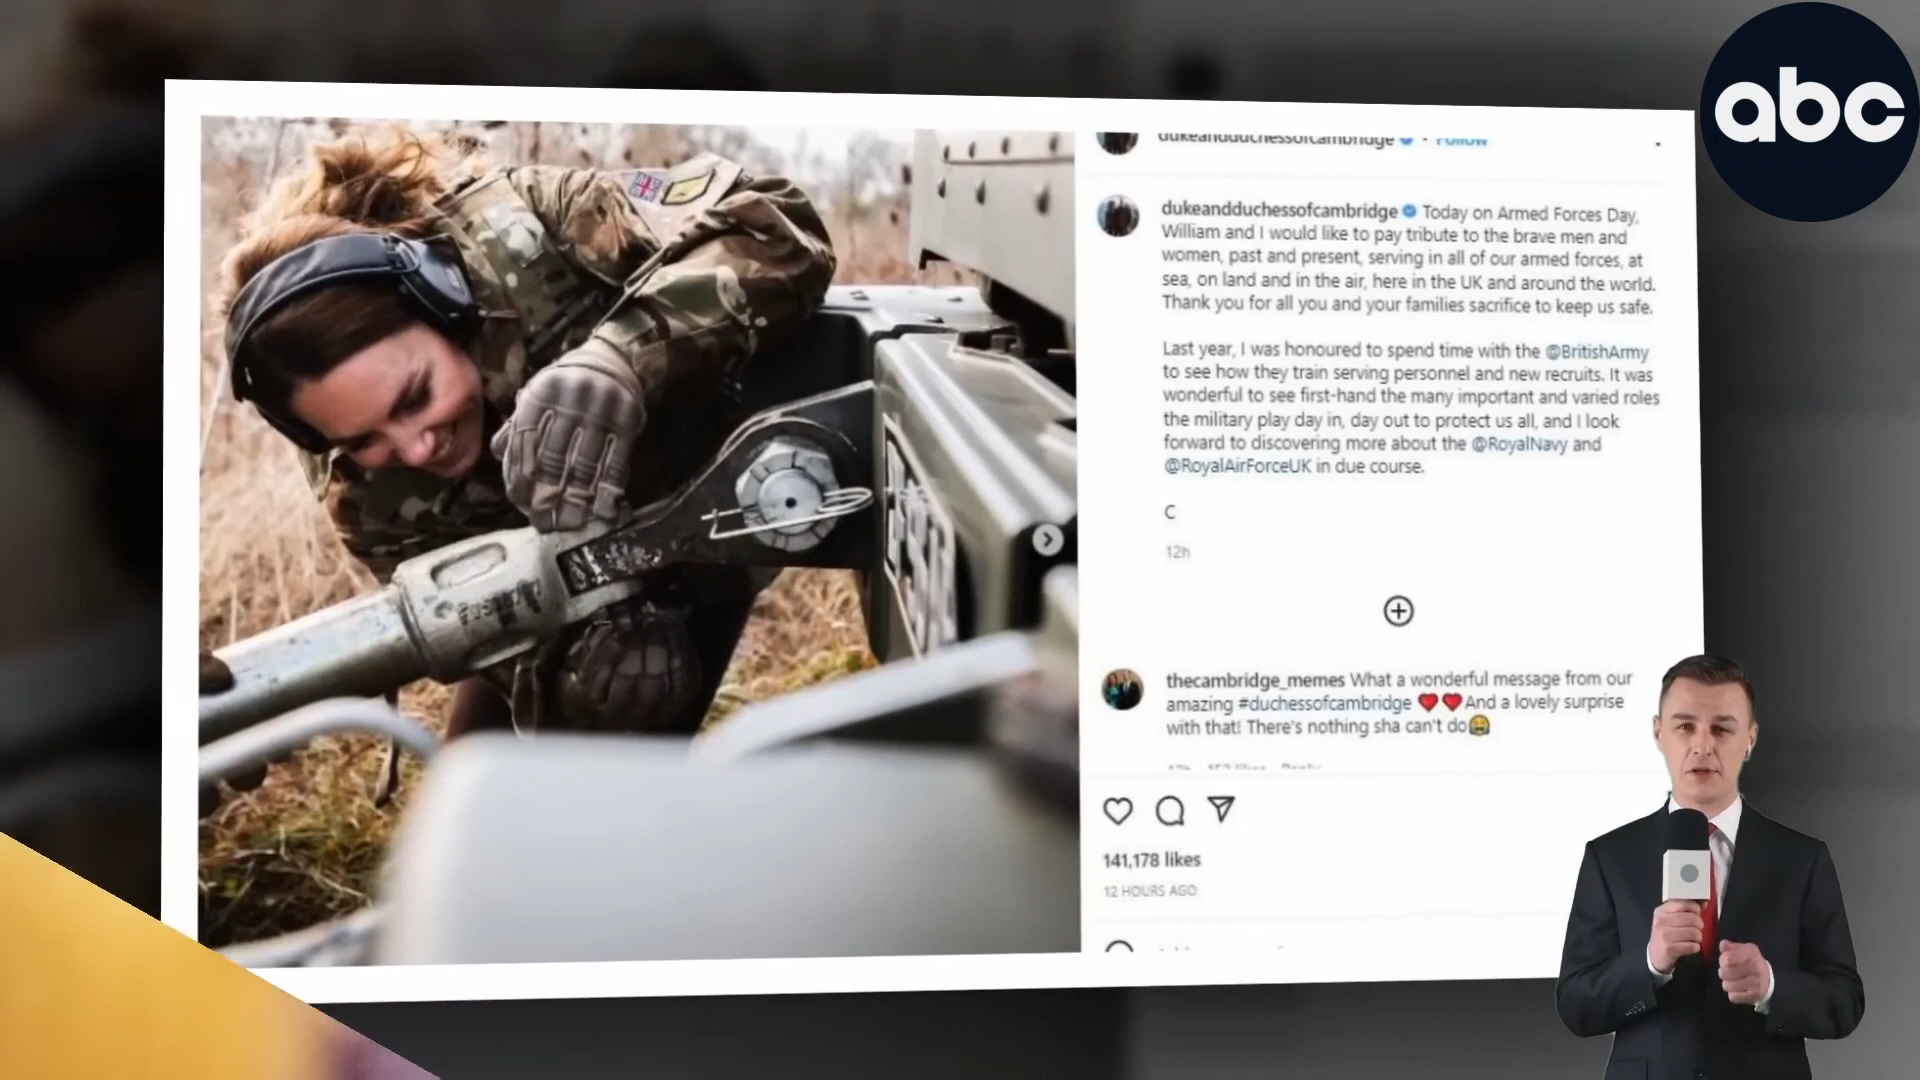 abc
dukeandduchessofcambridge • Follow
dukeandduchessofcambridge Today on Armed Forces Day,
William and I would like to pay tribute to the brave men and
women, past and present, serving in all of our armed forces, at
sea, on land and in the air, here in the UK and around the world.
Thank you for all you and your families sacrifice to keep us safe.
Last year, I was honoured to spend time with the @BritishArmy
to see how they train serving personnel and new recruits. It was
wonderful to see first-hand the many important and varied roles
the military play day in, day out to protect us all, and I look
forward to discovering more about the @RoyalNavy and
@RoyalAirForceUK in due course.
C
12h
thecambridge_memes What a wonderful message from our
amazing #duchessofcambridge ❤️❤️And a lovely surprise
with that! There's nothing sha can't do😩
141,178 likes
12 HOURS AGO